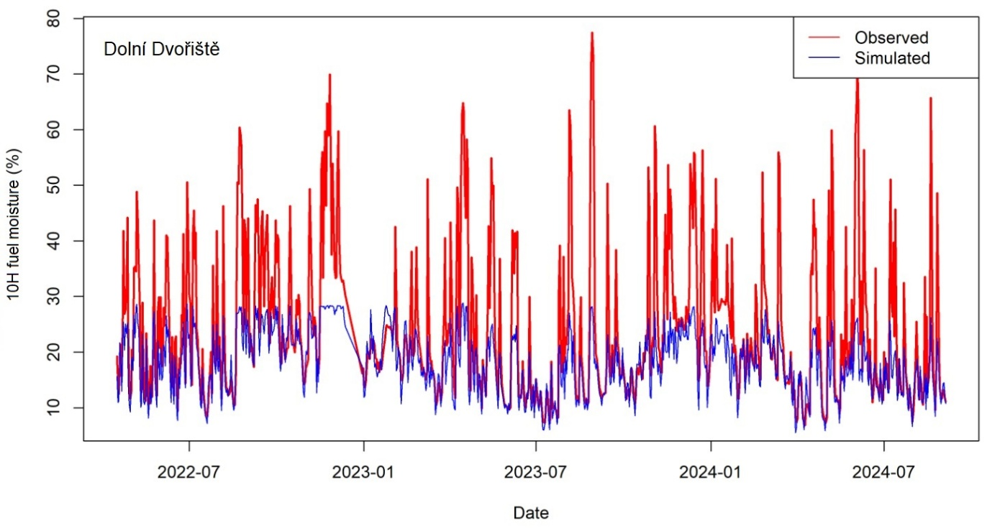 Dolní Dvořiště
Observed
Simulated
10H fuel moisture (%)
80
70
60
50
40
30
20
10
2022-07
2023-01
2023-07
2024-01
2024-07
Date